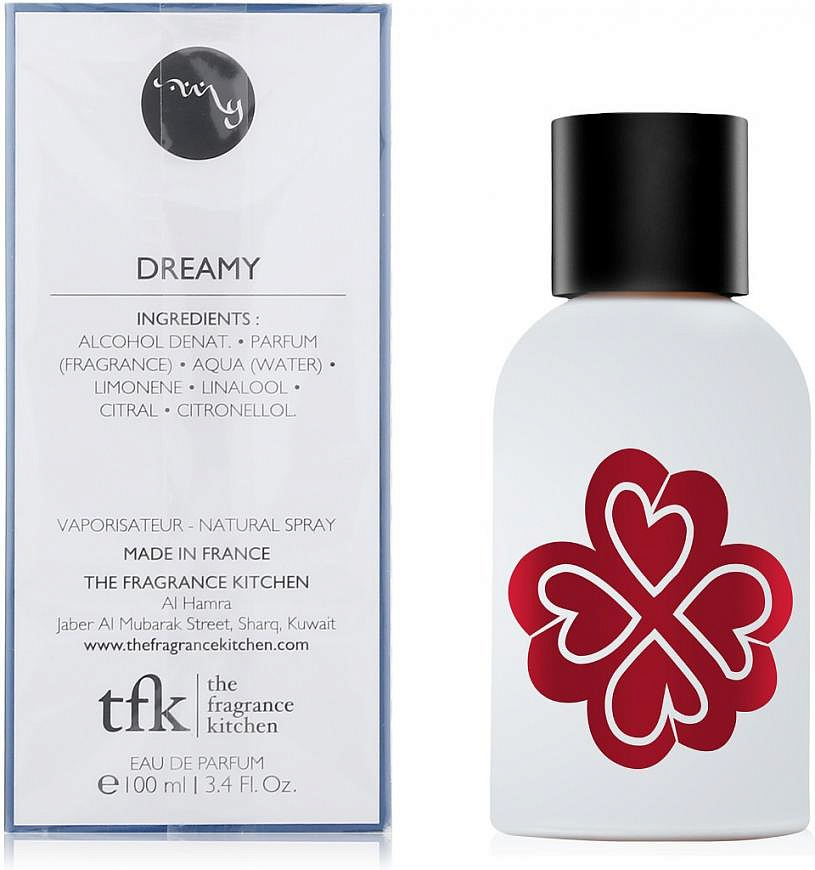 my
DREAMY
INGREDIENTS :
ALCOHOL DENAT. • PARFUM
(FRAGRANCE) • AQUA (WATER) •
LIMONENE • LINALOOL •
CITRAL • CITRONELLOL.
VAPORISATEUR - NATURAL SPRAY
MADE IN FRANCE
THE FRAGRANCE KITCHEN
Al Hamra
Jaber Al Mubarak Street, Sharq, Kuwait
www.thefragrancekitchen.com
tfk
the
fragrance
kitchen
EAU DE PARFUM
℮100 ml | 3.4 Fl. Oz.